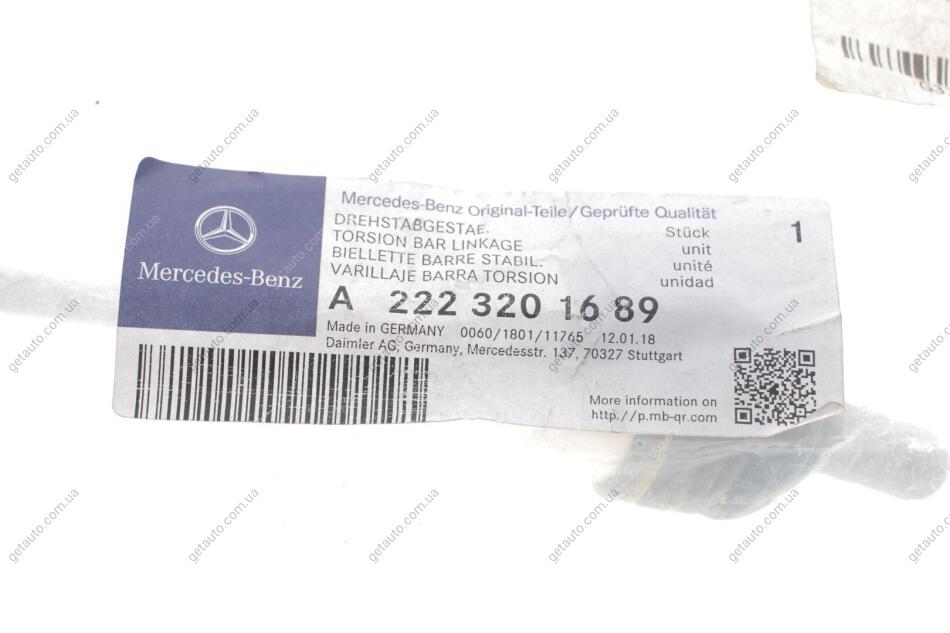 Mercedes-Benz
Mercedes-Benz Original-Teile/Geprüfte Qualität
DREHSTABGESTAE.
TORSION BAR LINKAGE
BIELLETTE BARRE STABIL.
VARILLAJE BARRA TORSION
Stück
unit
unité
unidad
1
A 222 320 16 89
Made in GERMANY 0060/1801/11765 12.01.18
Daimler AG, Germany, Mercedesstr. 137, 70327 Stuttgart
More information on
http://p.mb-qr.com
getauto.com.ua